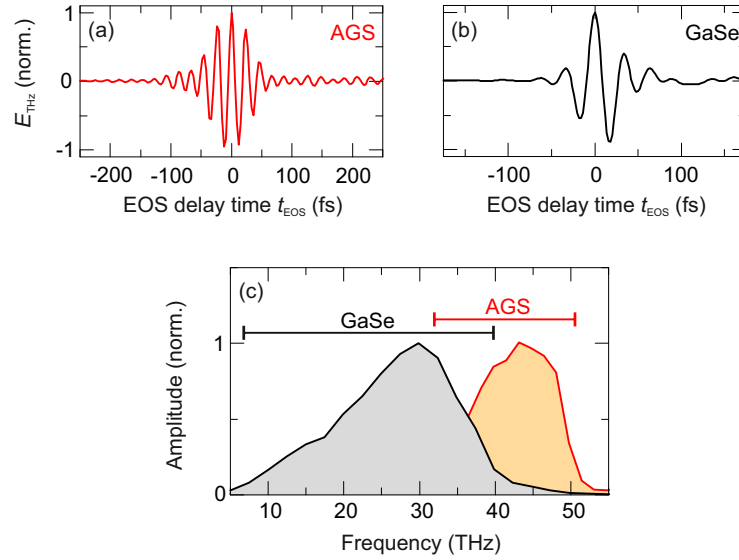 (a)
AGS
1
0
-1
E_THz (norm.)
-200
-100
0
100
200
EOS delay time t_EOS (fs)
(b)
GaSe
-100
0
100
EOS delay time t_EOS (fs)
(c)
AGS
GaSe
1
0
Amplitude (norm.)
10
20
30
40
50
Frequency (THz)